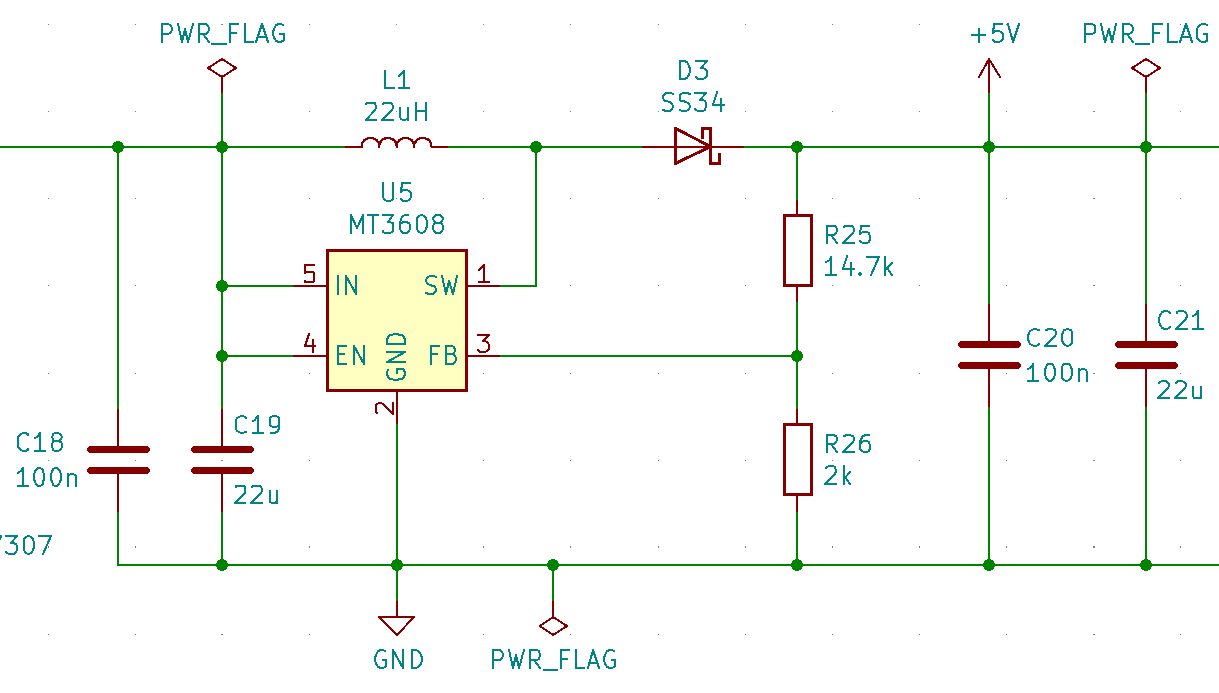 PWR_FLAG
+5V
PWR_FLAG
L1
22uH
D3
SS34
U5
MT3608
R25
14.7k
5
IN
SW
1
4
EN
GND
FB
3
2
C20
100n
C21
22u
C18
100n
C19
22u
R26
2k
7307
GND
PWR_FLAG